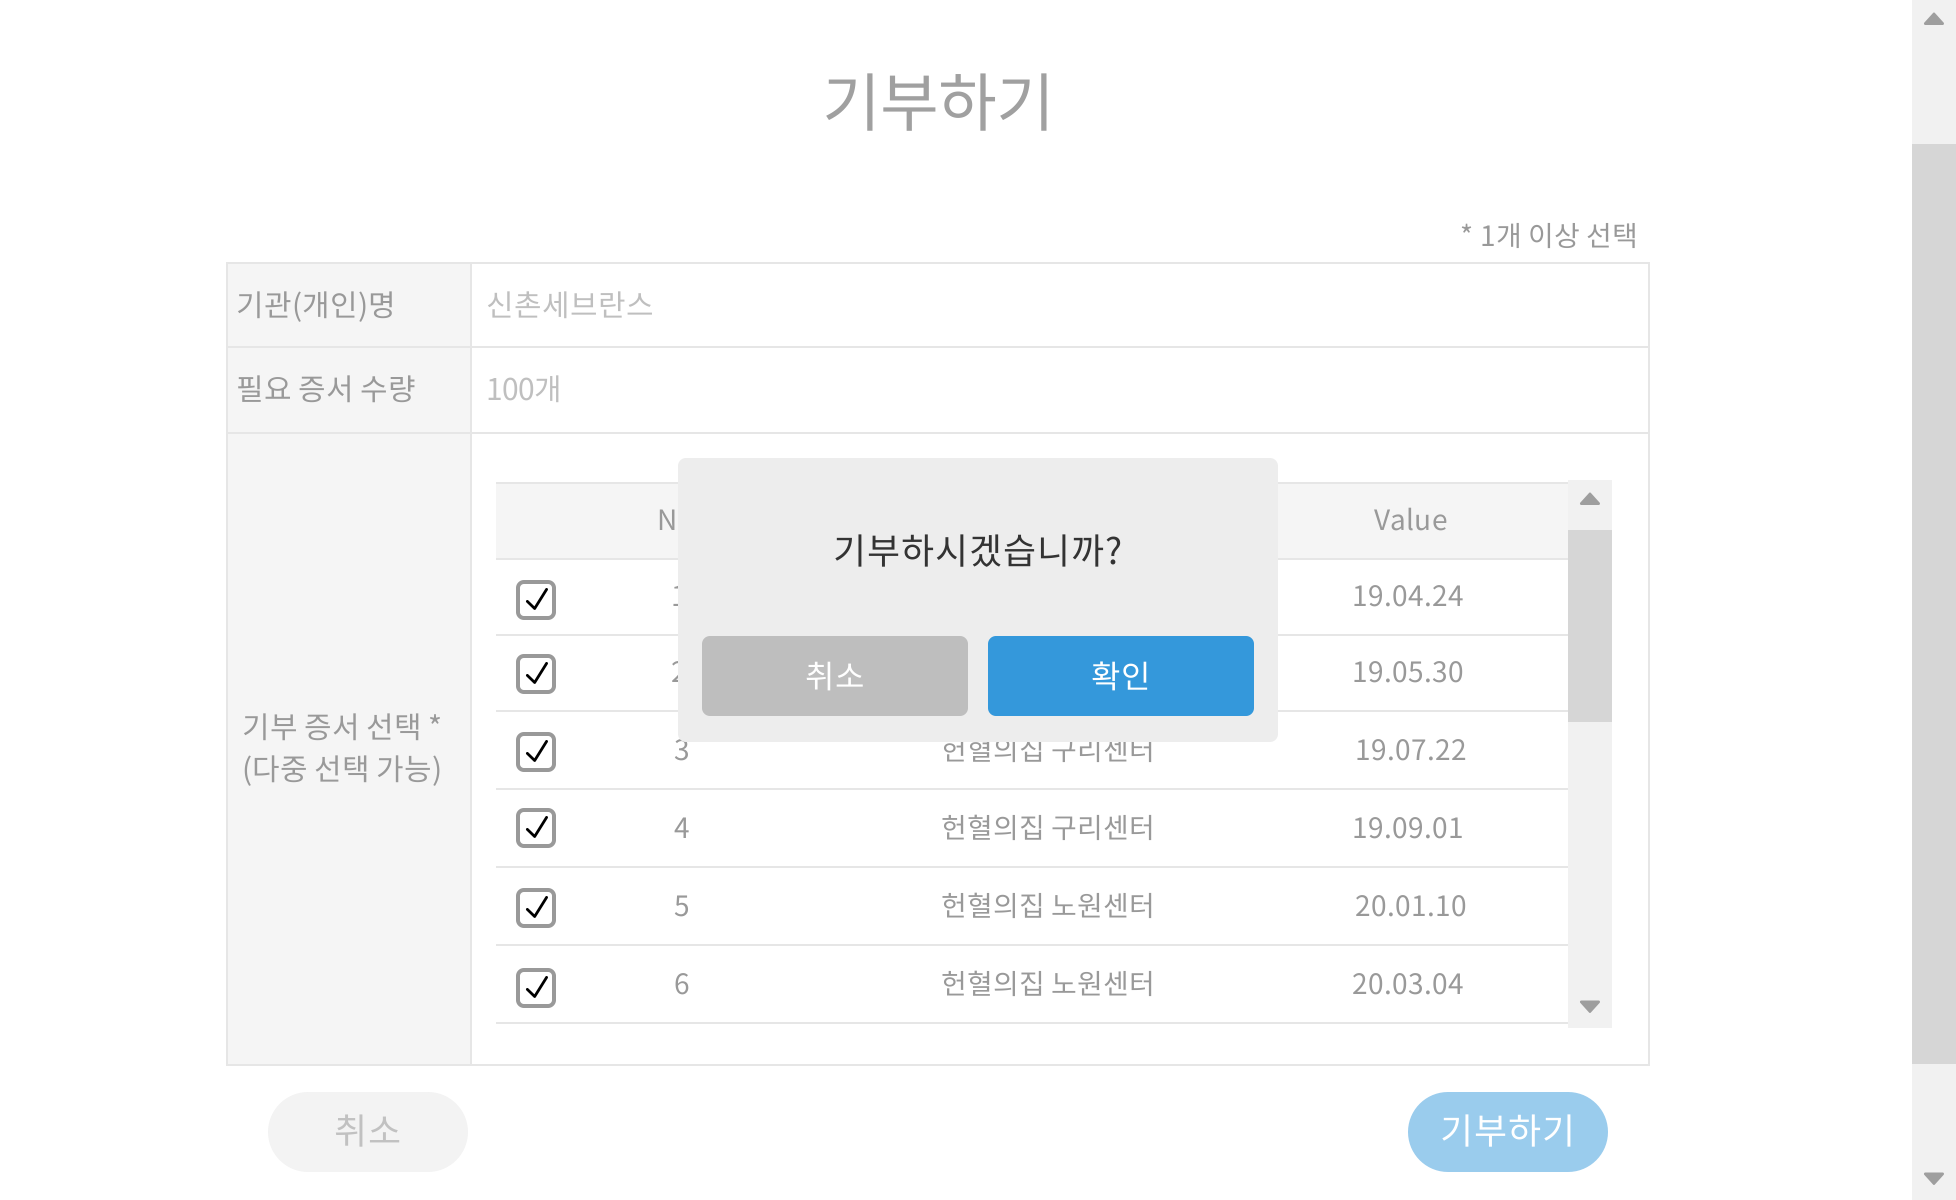 기부하기
* 1개 이상 선택
기관(개인)명 신촌세브란스
필요 증서 수량 100개
기부 증서 선택 *
(다중 선택 가능)
Value
19.04.24
19.05.30
기부하시겠습니까?
취소 확인
3 헌혈의집 구리센터 19.07.22
4 헌혈의집 구리센터 19.09.01
5 헌혈의집 노원센터 20.01.10
6 헌혈의집 노원센터 20.03.04
취소 기부하기